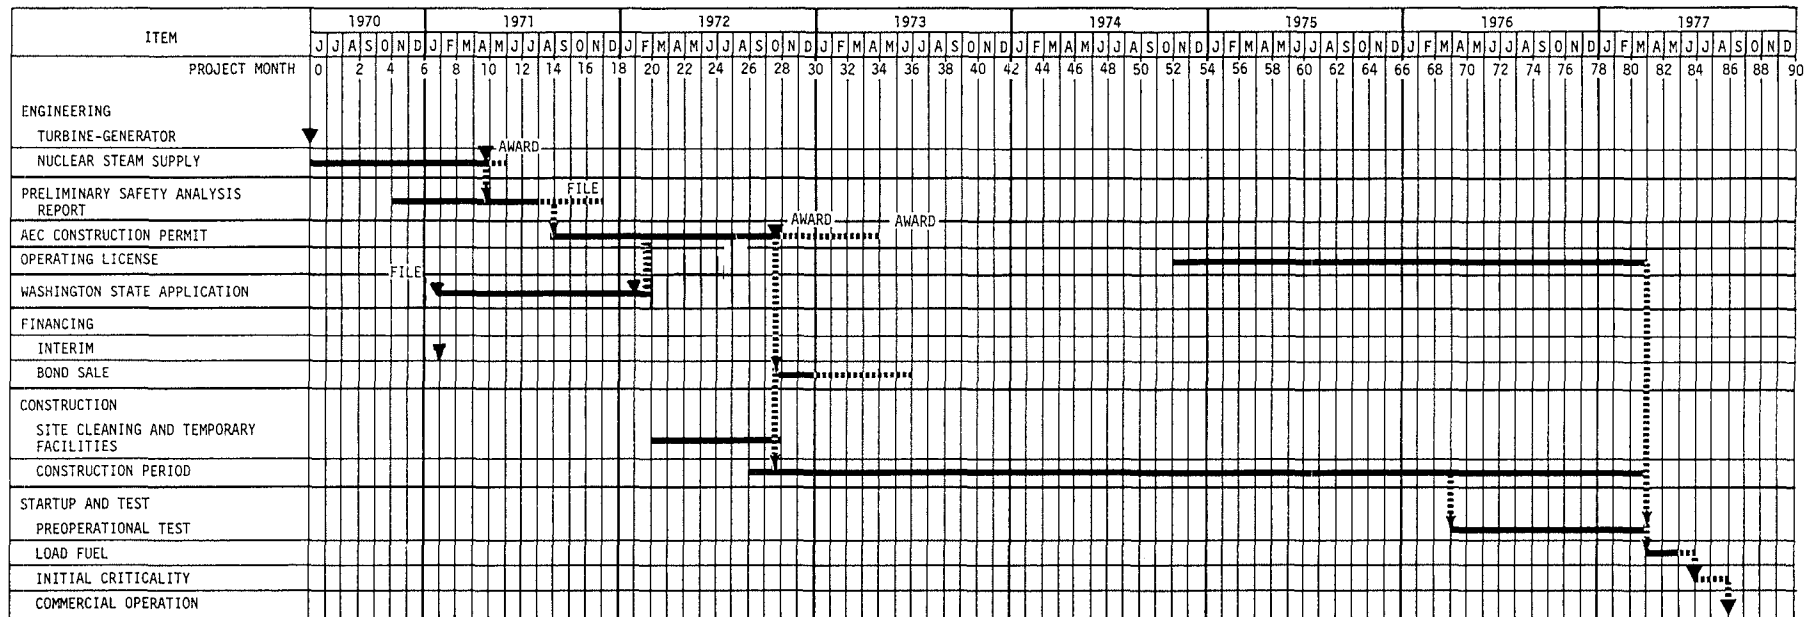 ITEM
1970 1971 1972 1973 1974 1975 1976 1977
J J A S O N D J F M A M J J A S O N D J F M A M J J A S O N D J F M A M J J A S O N D J F M A M J J A S O N D J F M A M J J A S O N D J F M A M J J A S O N D J F M A M J J A S O N D
PROJECT MONTH 0 2 4 6 8 10 12 14 16 18 20 22 24 26 28 30 32 34 36 38 40 42 44 46 48 50 52 54 56 58 60 62 64 66 68 70 72 74 76 78 80 82 84 86 88 90
ENGINEERING
TURBINE-GENERATOR
AWARD
NUCLEAR STEAM SUPPLY
FILE
PRELIMINARY SAFETY ANALYSIS
REPORT
AWARD AWARD
AEC CONSTRUCTION PERMIT
OPERATING LICENSE
FILE
WASHINGTON STATE APPLICATION
FINANCING
INTERIM
BOND SALE
CONSTRUCTION
SITE CLEANING AND TEMPORARY
FACILITIES
CONSTRUCTION PERIOD
STARTUP AND TEST
PREOPERATIONAL TEST
LOAD FUEL
INITIAL CRITICALITY
COMMERCIAL OPERATION